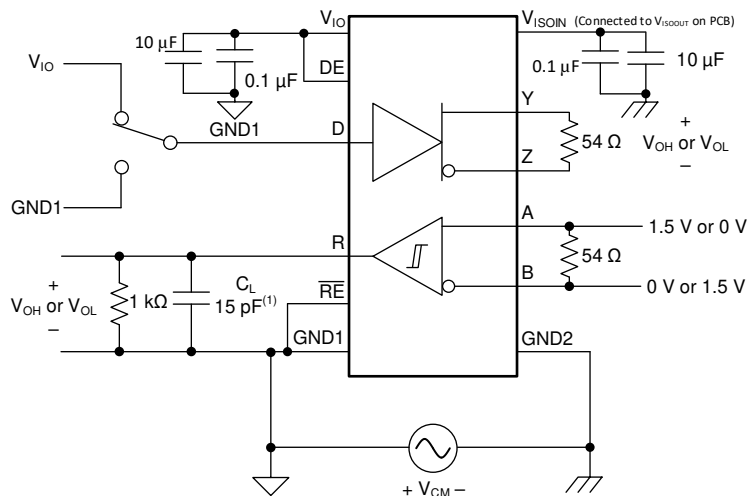 V_IO
V_ISOIN (Connected to V_ISOOUT on PCB)
10 μF
0.1 μF
DE
V_IO
GND1
0.1 μF
10 μF
Y
D
54 Ω
+
V_OH or V_OL
–
Z
GND1
A
1.5 V or 0 V
R
54 Ω
B
0 V or 1.5 V
+
V_OH or V_OL
–
1 kΩ
C_L
15 pF(1)
R̅E̅
GND1
GND2
+ V_CM –